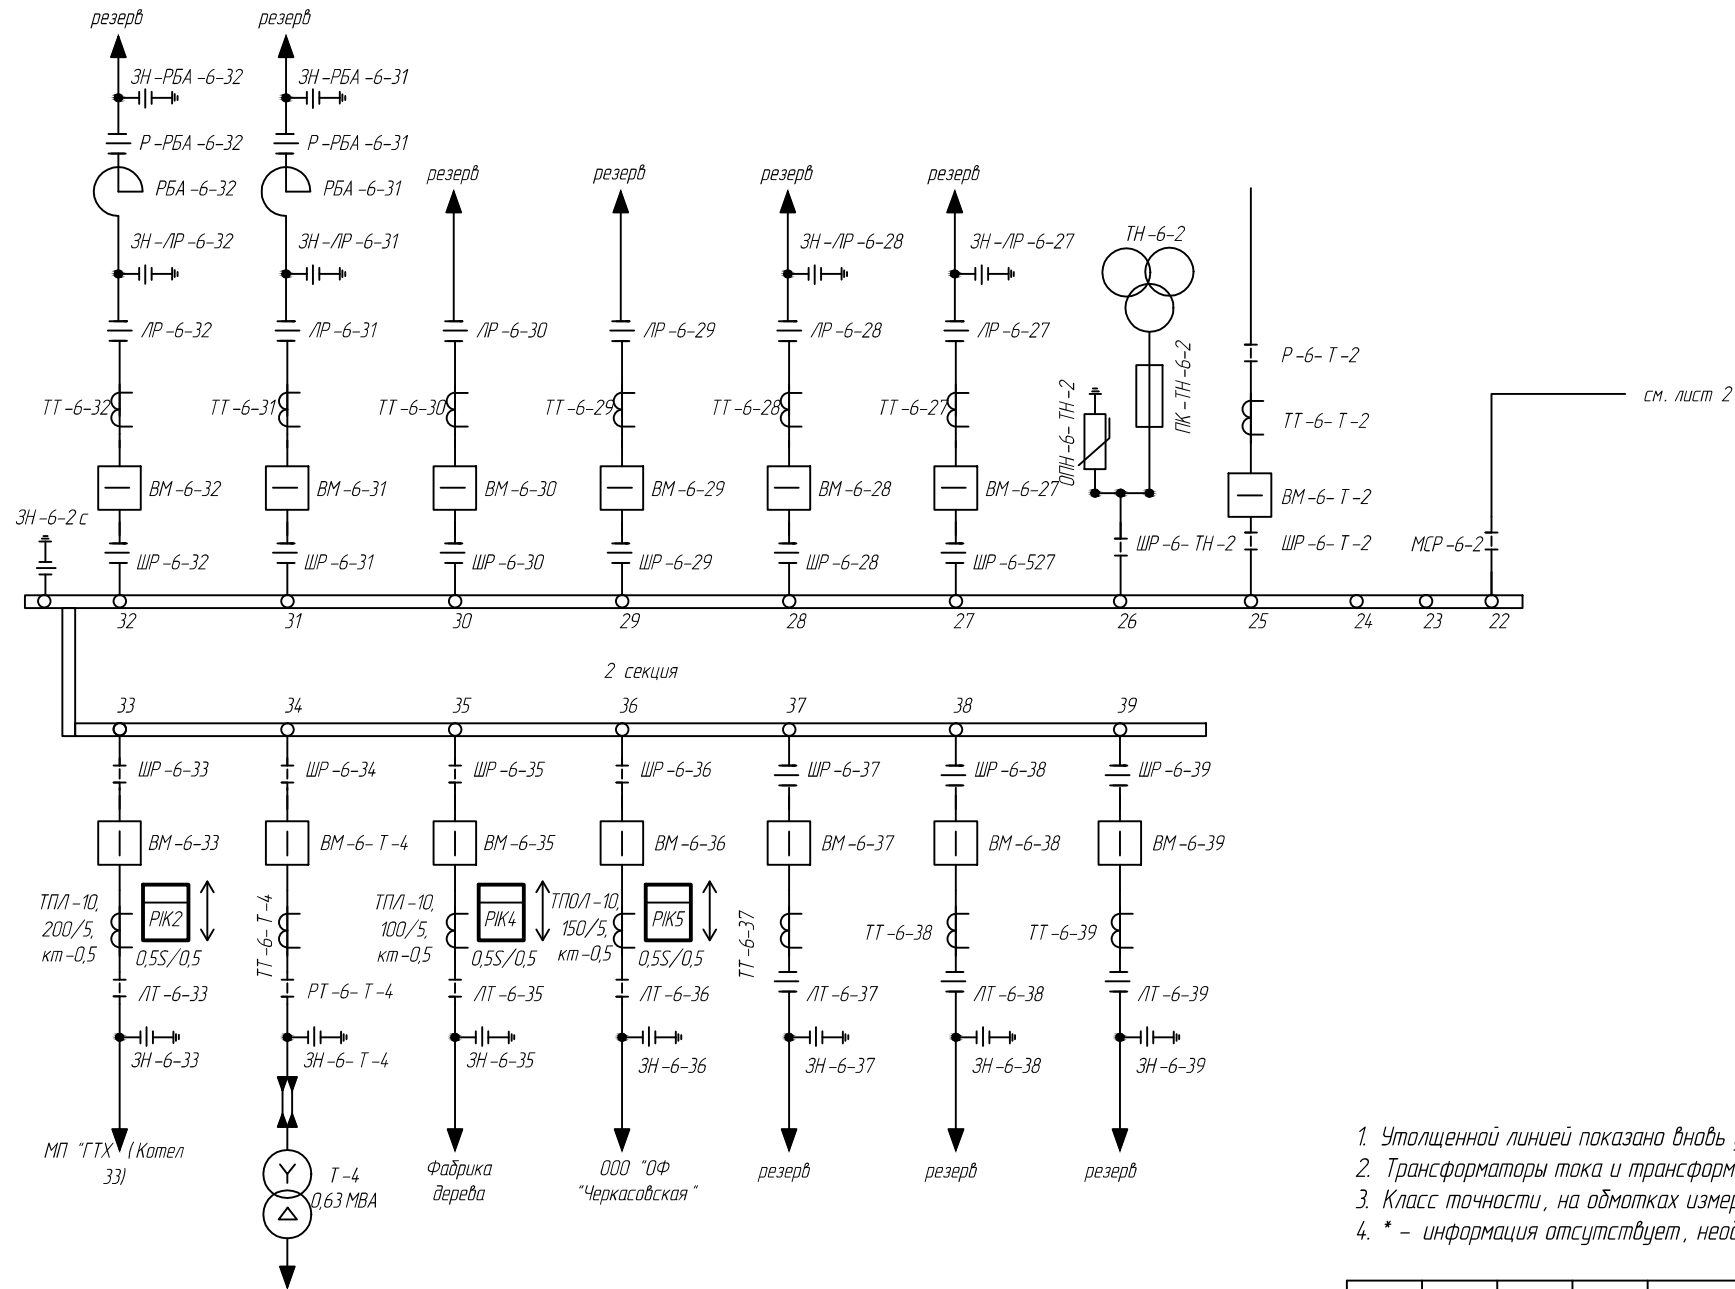 резерв
резерв
ЗН-РБА-6-32
ЗН-РБА-6-31
Р-РБА-6-32
Р-РБА-6-31
резерв
резерв
резерв
резерв
РБА-6-32
РБА-6-31
ЗН-ЛР-6-32
ЗН-ЛР-6-31
ЗН-ЛР-6-28
ЗН-ЛР-6-27
ТН-6-2
ЛР-6-32
ЛР-6-31
ЛР-6-30
ЛР-6-29
ЛР-6-28
ЛР-6-27
ПК-ТН-6-2
Р-6-Т-2
см. лист 2
ТТ-6-32
ТТ-6-31
ТТ-6-30
ТТ-6-29
ТТ-6-28
ТТ-6-27
ОПН-6-ТН-2
ТТ-6-Т-2
ВМ-6-32
ВМ-6-31
ВМ-6-30
ВМ-6-29
ВМ-6-28
ВМ-6-27
ВМ-6-Т-2
ЗН-6-2 с
ШР-6-32
ШР-6-31
ШР-6-30
ШР-6-29
ШР-6-28
ШР-6-527
ШР-6-ТН-2
ШР-6-Т-2
МСР-6-2
32
31
30
29
28
27
26
25
24
23
22
2 секция
33
34
35
36
37
38
39
ШР-6-33
ШР-6-34
ШР-6-35
ШР-6-36
ШР-6-37
ШР-6-38
ШР-6-39
ВМ-6-33
ВМ-6-Т-4
ВМ-6-35
ВМ-6-36
ВМ-6-37
ВМ-6-38
ВМ-6-39
ТПЛ-10,
200/5,
кт-0,5
PIK2
0,5S/0,5
ТТ-6-Т-4
ТПЛ-10,
100/5,
кт-0,5
PIK4
0,5S/0,5
ТПОЛ-10,
150/5,
кт-0,5
PIK5
0,5S/0,5
ТТ-6-37
ТТ-6-38
ТТ-6-39
ЛТ-6-33
РТ-6-Т-4
ЛТ-6-35
ЛТ-6-36
ЛТ-6-37
ЛТ-6-38
ЛТ-6-39
ЗН-6-33
ЗН-6-Т-4
ЗН-6-35
ЗН-6-36
ЗН-6-37
ЗН-6-38
ЗН-6-39
МП "ГТХ" (Котел
33)
Т-4
0,63 МВА
Фабрика
дерева
ООО "ОФ
"Черкасовская"
резерв
резерв
резерв
1. Утолщенной линией показано вновь
2. Трансформаторы тока и трансформ
3. Класс точности, на обмотках измер
4. * - информация отсутствует, необ